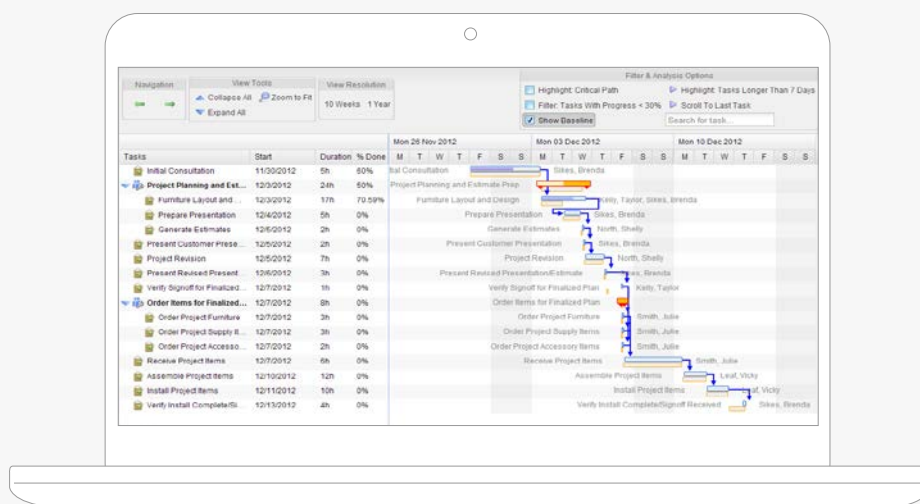 Filter & Analysis Options
Navigation View Tools View Resolution
Highlight: Critical Path Highlight: Tasks Longer Than 7 Days
Collapse All Zoom to Fit
10 Weeks 1 Year
Filter: Tasks With Progress < 30% Scroll To Last Task
Expand All
Show Baseline Search for task...
Mon 26 Nov 2012 Mon 03 Dec 2012 Mon 10 Dec 2012
Tasks Start Duration % Done M T W T F S S M T W T F S S M T W T F S S
Initial Consultation 11/30/2012 5h 60% Consultation Sikes, Brenda
Project Planning and Est... 12/3/2012 24h 50% Project Planning and Estimate Prep
Furniture Layout and... 12/3/2012 17h 70.59% Furniture Layout and Design Kelly, Taylor, Sikes, Brenda
Prepare Presentation 12/4/2012 5h 0% Prepare Presentation Sikes, Brenda
Generate Estimates 12/6/2012 2h 0% Generate Estimates North, Shelly
Present Customer Prese... 12/5/2012 2h 0% Present Customer Presentation Sikes, Brenda
Project Revision 12/5/2012 7h 0% Project Revision North, Shelly
Present Revised Present... 12/6/2012 3h 0% Present Revised Presentation/Estimate Sikes, Brenda
Verify Signoff for Finalized... 12/7/2012 1h 0% Verify Signoff for Finalized Plan Kelly, Taylor
Order Items for Finalized... 12/7/2012 8h 0% Order Items for Finalized Plan
Order Project Furniture 12/7/2012 3h 0% Order Project Furniture Smith, Julie
Order Project Supply It... 12/7/2012 3h 0% Order Project Supply Items Smith, Julie
Order Project Accesso... 12/7/2012 2h 0% Order Project Accessory Items Smith, Julie
Receive Project Items 12/7/2012 6h 0% Receive Project Items Smith, Julie
Assemble Project Items 12/10/2012 12h 0% Assemble Project Items Leaf, Vicky
Install Project Items 12/11/2012 10h 0% Install Project Items Leaf, Vicky
Verify Install Complete/Si... 12/13/2012 4h 0% Verify Install Complete/Signoff Received Sikes, Brenda